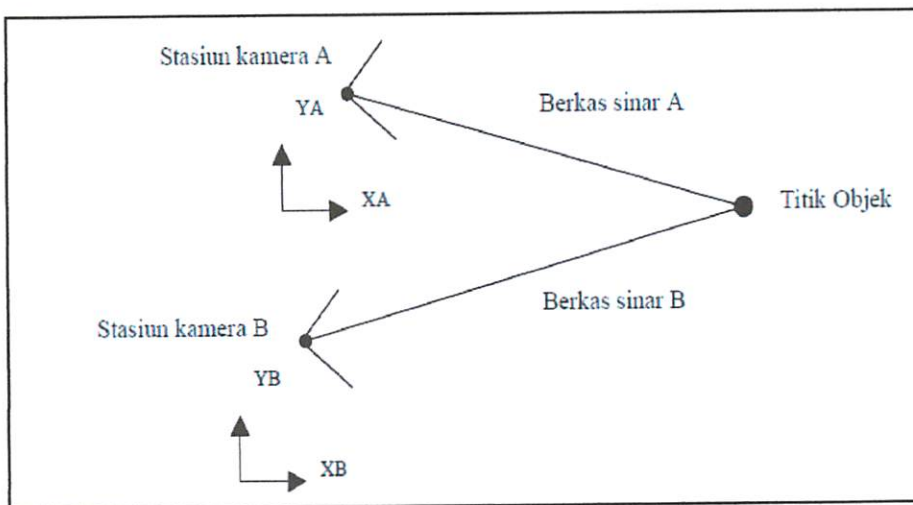 Stasiun kamera A
YA
Berkas sinar A
XA
Titik Objek
Berkas sinar B
Stasiun kamera B
YB
XB